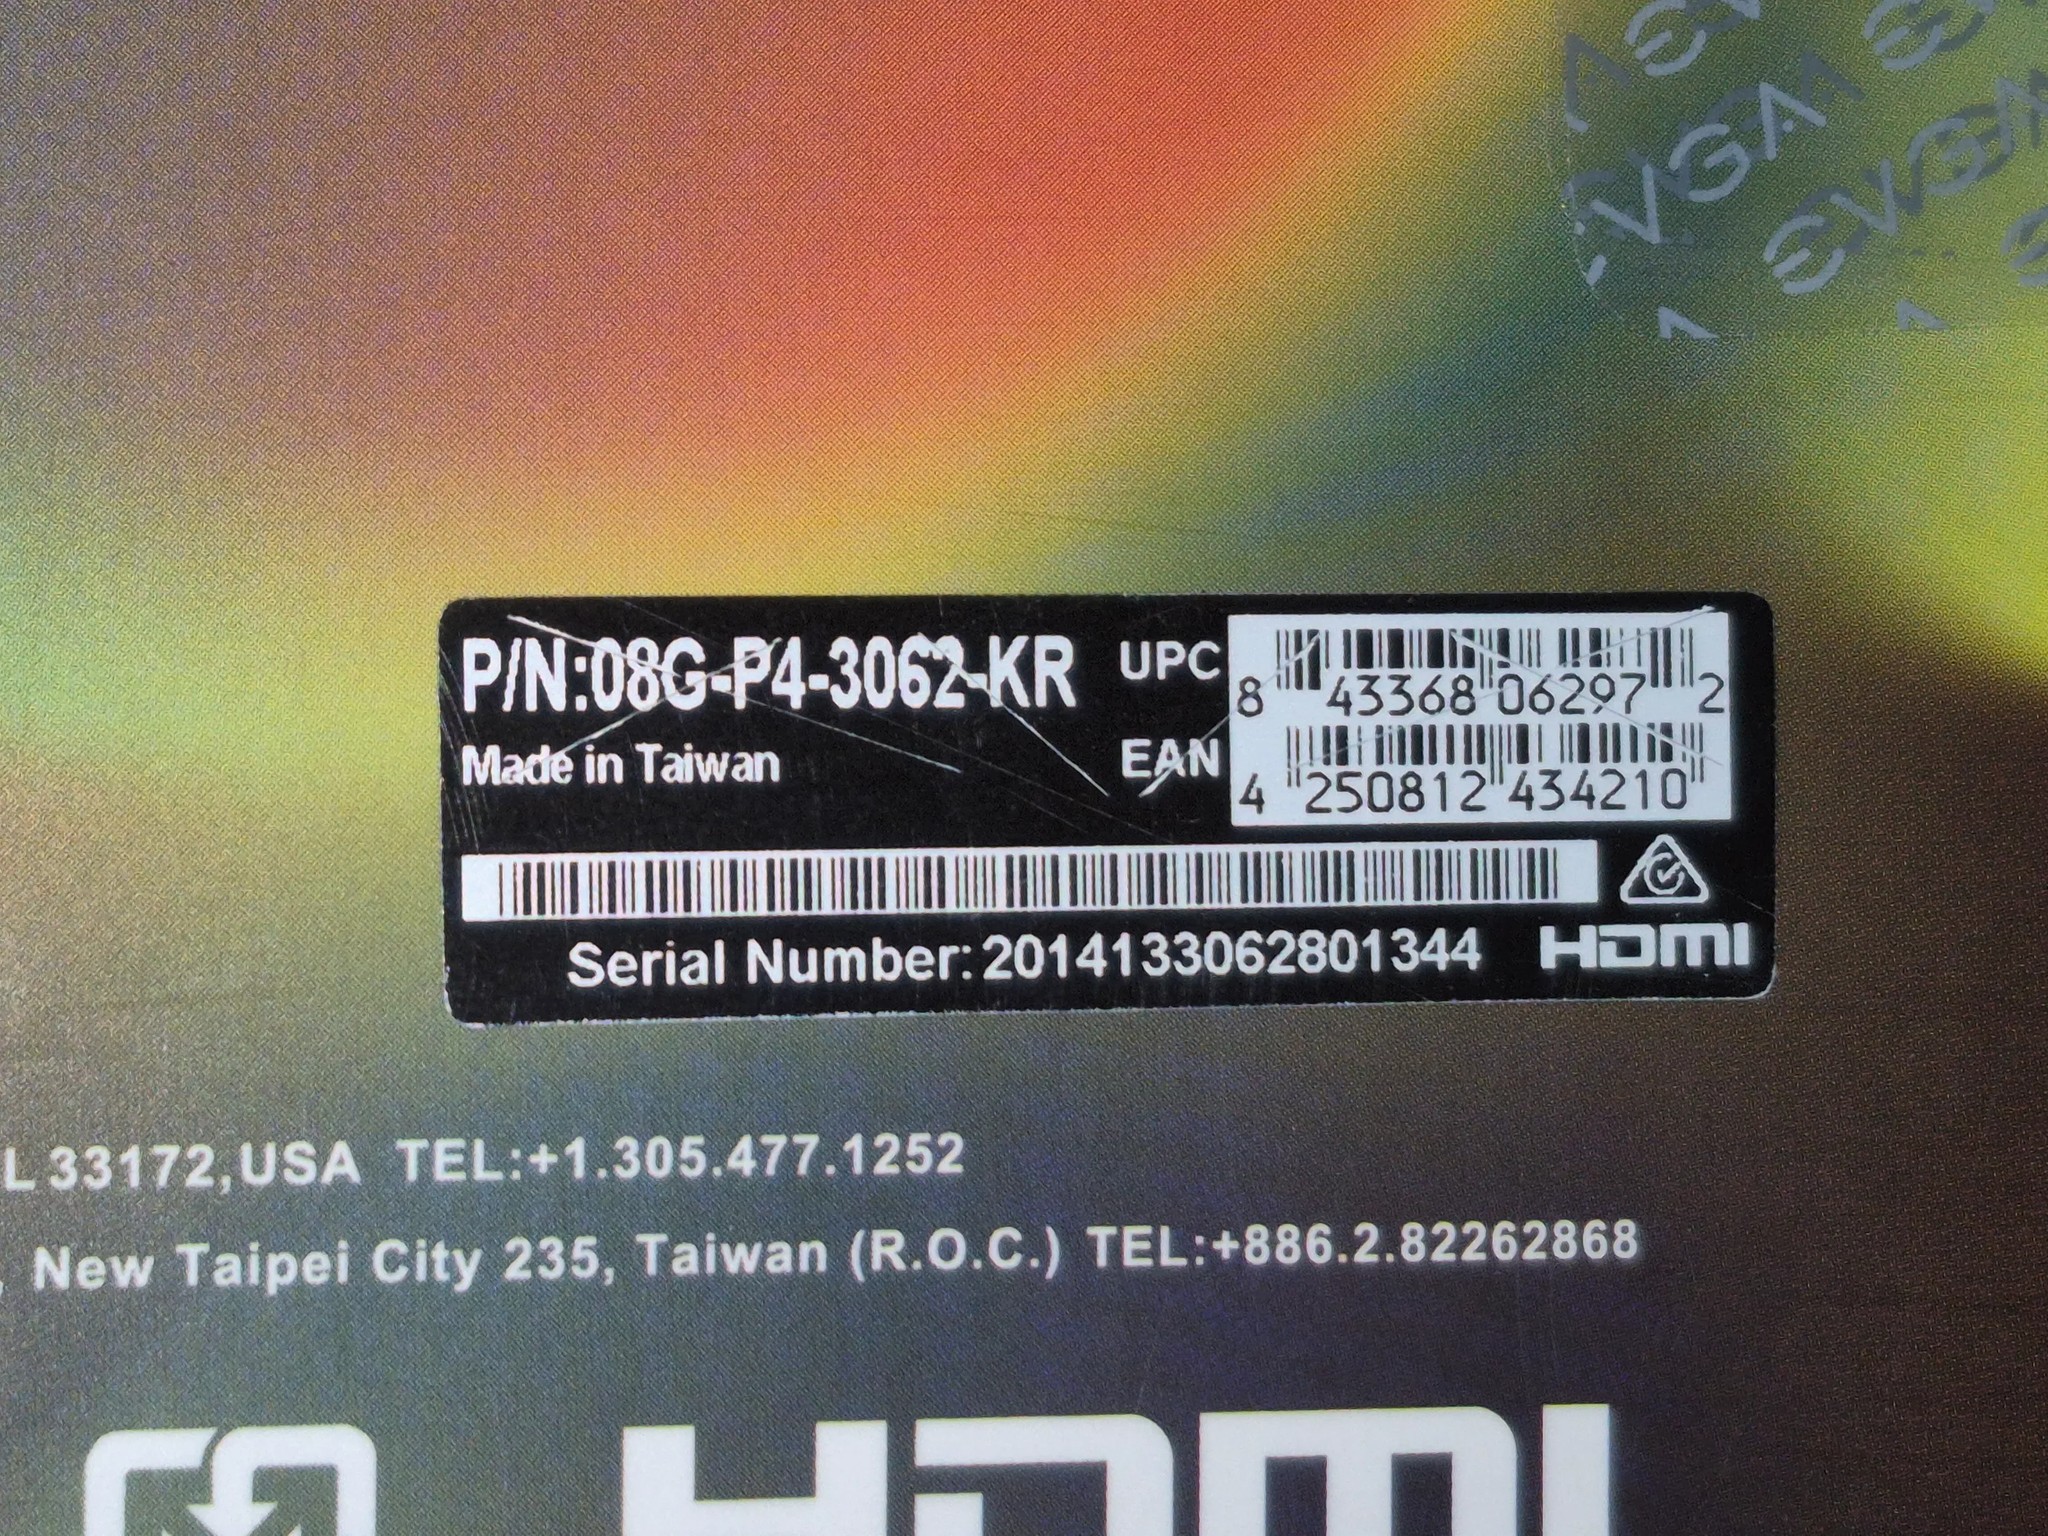 EVGA
EVGA
P/N:08G-P4-3062-KR
UPC
8 43368 06297 2
Made in Taiwan
EAN
4 250812 434210
Serial Number:2014133062801344
HDMI
L 33172,USA TEL:+1.305.477.1252
, New Taipei City 235, Taiwan (R.O.C.) TEL:+886.2.82262868
HDMI